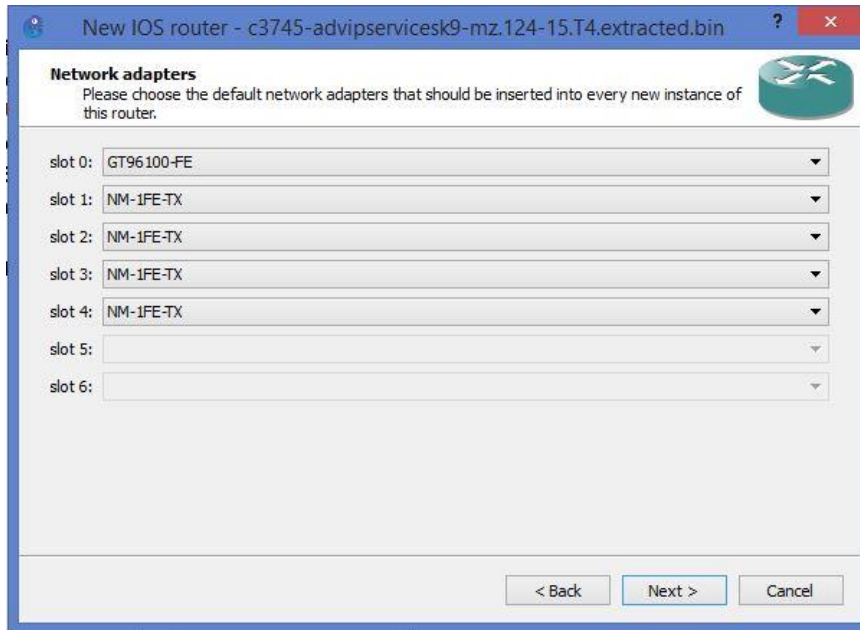 New IOS router - c3745-advipservicesk9-mz.124-15.T4.extracted.bin ? ×
Network adapters
Please choose the default network adapters that should be inserted into every new instance of
this router.
slot 0: GT96100-FE
slot 1: NM-1FE-TX
slot 2: NM-1FE-TX
slot 3: NM-1FE-TX
slot 4: NM-1FE-TX
slot 5:
slot 6:
< Back Next > Cancel